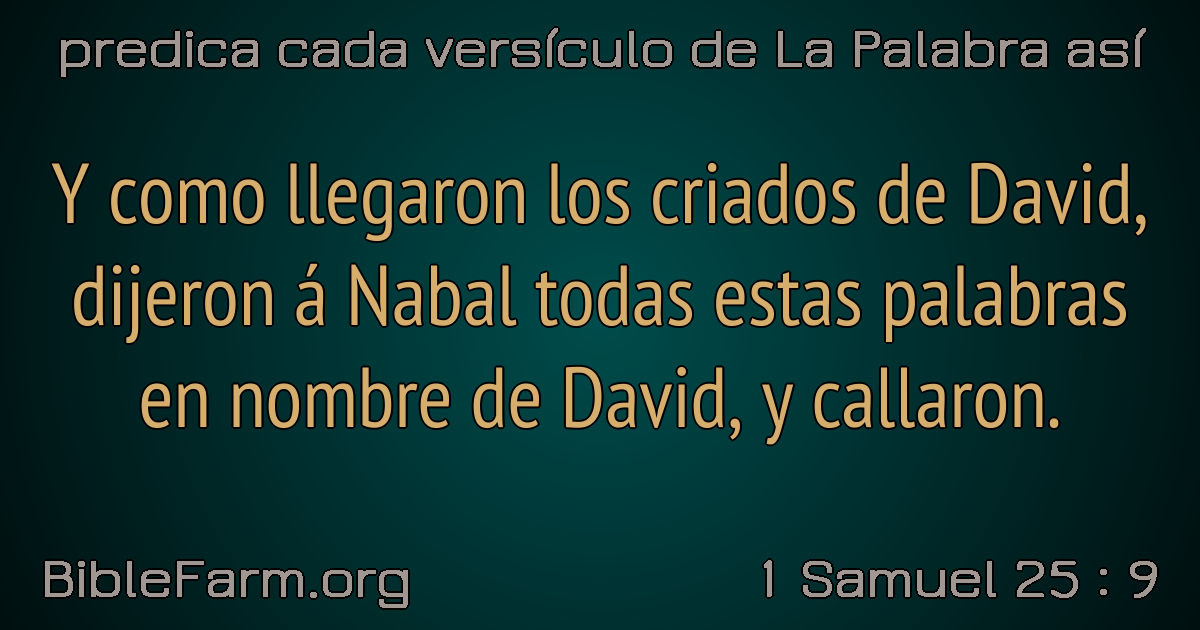 predica cada versículo de La Palabra así
Y como llegaron los criados de David,
dijeron á Nabal todas estas palabras
en nombre de David, y callaron.
BibleFarm.org
1 Samuel 25 : 9